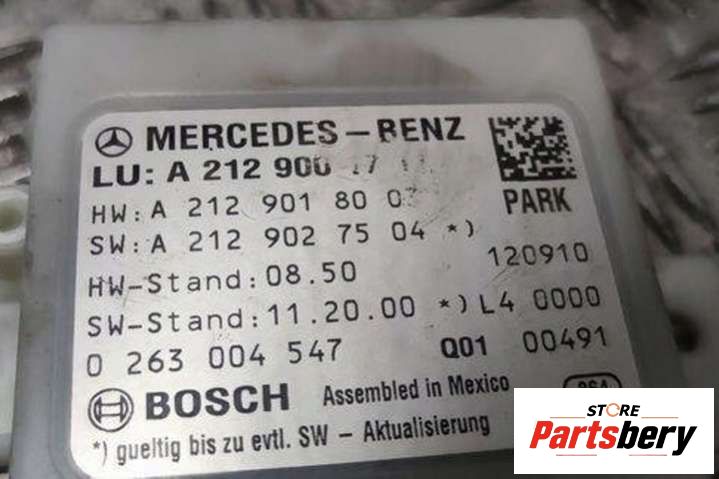 MERCEDES-BENZ
LU: A 212 900
HW: A 212 901 80
PARK
SW: A 212 902 75 04 *)
HW-Stand: 08.50
120910
SW-Stand: 11.20.00 *) L4 0000
0 263 004 547 Q01 00491
BOSCH Assembled in Mexico
*) gueltig bis zu evtl. SW - Aktualisierung
STORE
Partsbery